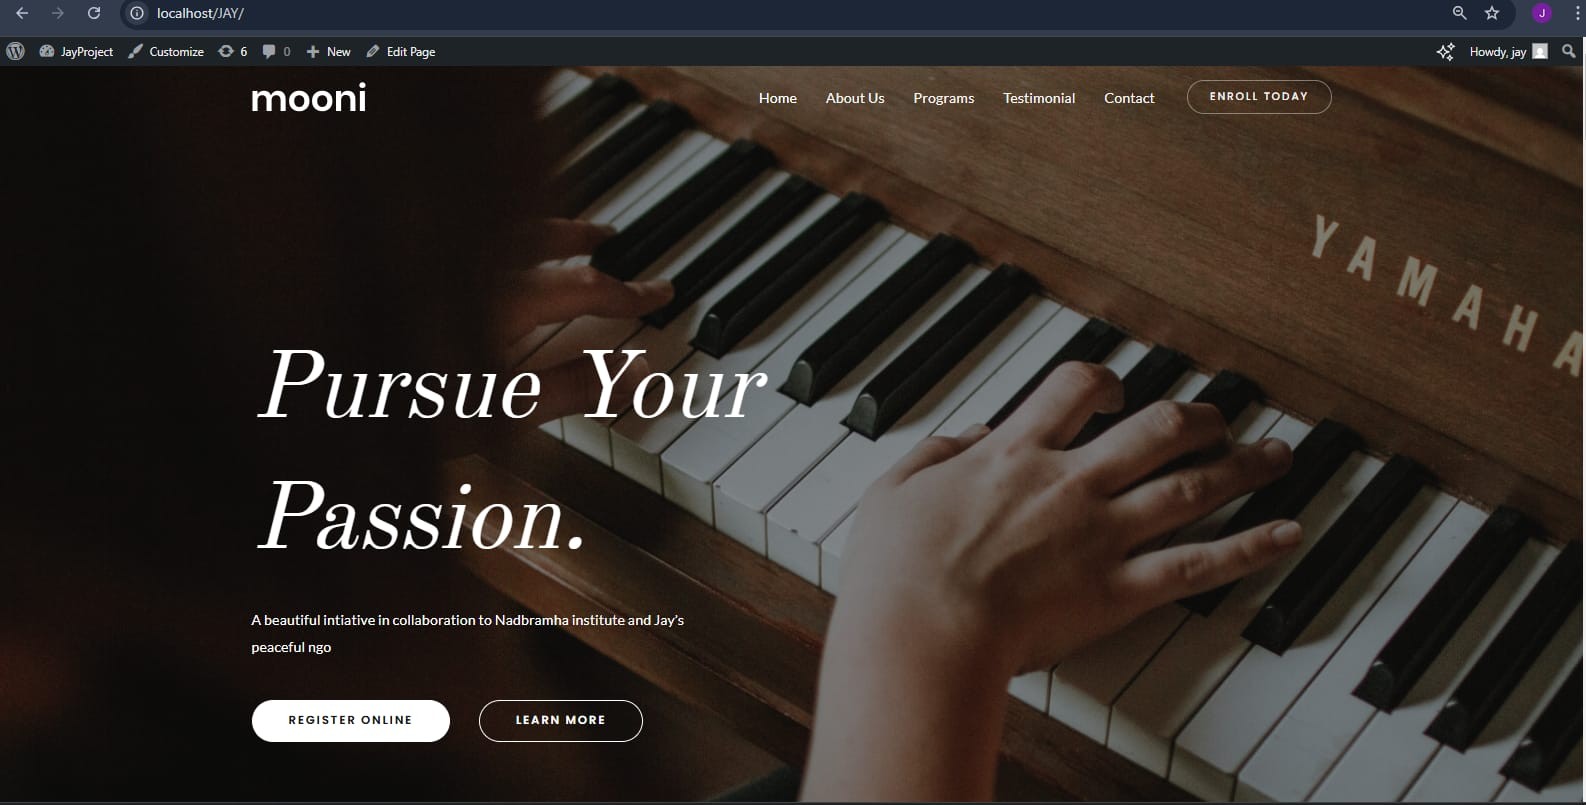 localhost/JAY/
J
JayProject Customize 6 0 New Edit Page Howdy, jay
mooni Home About Us Programs Testimonial Contact ENROLL TODAY
YAMAHA
Pursue Your
Passion.
A beautiful intiative in collaboration to Nadbramha institute and Jay's
peaceful ngo
REGISTER ONLINE LEARN MORE